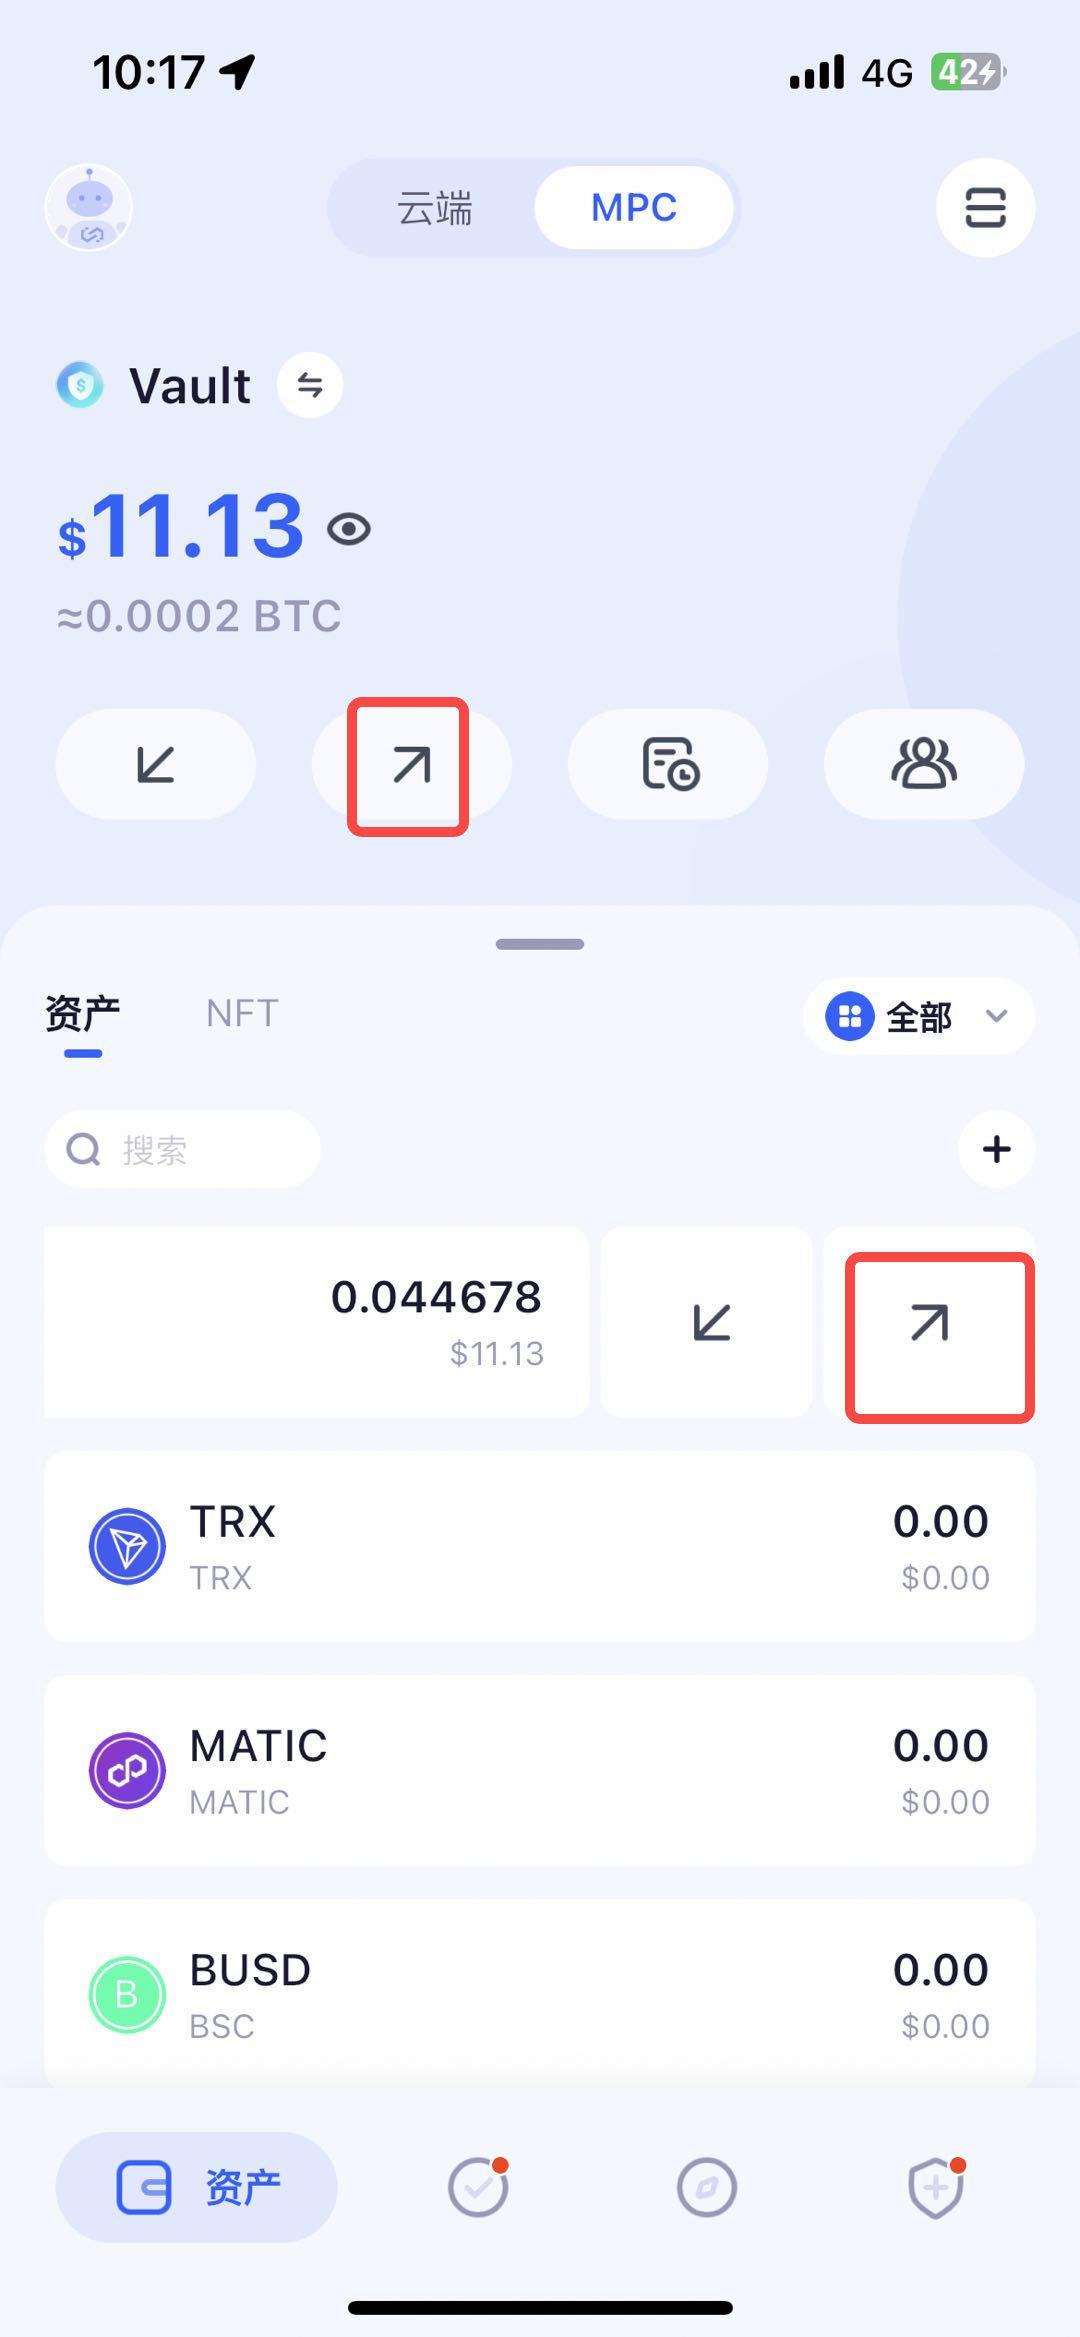 10:17
4G
42
云端
MPC
Vault
$11.13
≈0.0002 BTC
资产
NFT
全部
搜索
0.044678
$11.13
TRX
0.00
TRX
$0.00
MATIC
0.00
MATIC
$0.00
B
BUSD
0.00
BSC
$0.00
资产